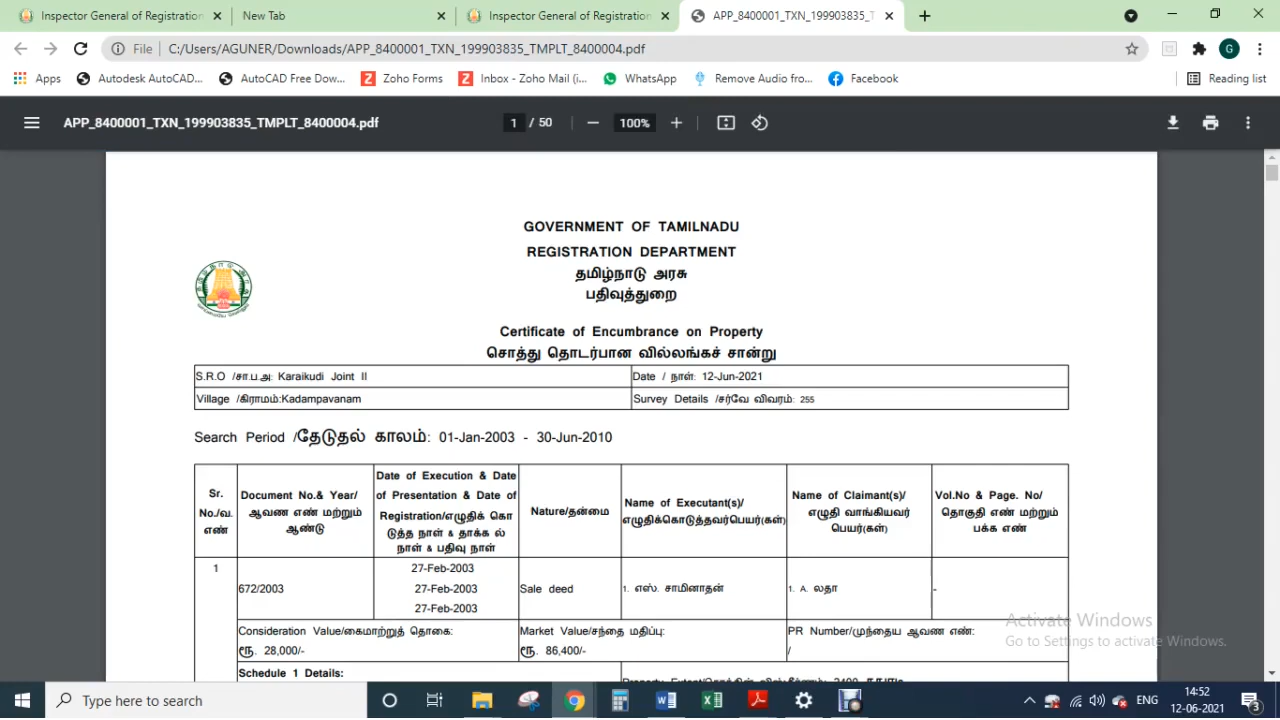 Inspector General of Registration
New Tab
Inspector General of Registration
APP_8400001_TXN_199903835_T
File
C:/Users/AGUNER/Downloads/APP_8400001_TXN_199903835_TMPLT_8400004.pdf
G
Apps
Autodesk AutoCAD...
AutoCAD Free Dow...
Zoho Forms
Inbox - Zoho Mail (i...
WhatsApp
Remove Audio fro...
Facebook
Reading list
APP_8400001_TXN_199903835_TMPLT_8400004.pdf
1 / 50
100%
GOVERNMENT OF TAMILNADU
REGISTRATION DEPARTMENT
தமிழ்நாடு அரசு
பதிவுத்துறை
Certificate of Encumbrance on Property
சொத்து தொடர்பான வில்லங்கச் சான்று
S.R.O /சா.ப.அ: Karaikudi Joint II
Date / நாள்: 12-Jun-2021
Village /கிராமம்:Kadampavanam
Survey Details /சர்வே விவரம்: 255
Search Period /தேடுதல் காலம்: 01-Jan-2003 - 30-Jun-2010
Sr.
No./வ.
எண்
Document No.& Year/
ஆவண எண் மற்றும்
ஆண்டு
Date of Execution & Date
of Presentation & Date of
Registration/எழுதிக் கொ
டுத்த நாள் & தாக்க ல்
நாள் & பதிவு நாள்
Nature/தன்மை
Name of Executant(s)/
எழுதிக்கொடுத்தவர்பெயர்(கள்)
Name of Claimant(s)/
எழுதி வாங்கியவர்
பெயர்(கள்)
Vol.No & Page. No/
தொகுதி எண் மற்றும்
பக்க எண்
1
672/2003
27-Feb-2003
27-Feb-2003
27-Feb-2003
Sale deed
1. எஸ். சாமினாதன்
1. A. லதா
-
Consideration Value/கைமாற்றுத் தொகை:
ரூ. 28,000/-
Market Value/சந்தை மதிப்பு:
ரூ. 86,400/-
PR Number/முந்தைய ஆவண எண்:
/
Schedule 1 Details:
Activate Windows
Go to Settings to activate Windows.
Type here to search
ENG
14:52
12-06-2021
3